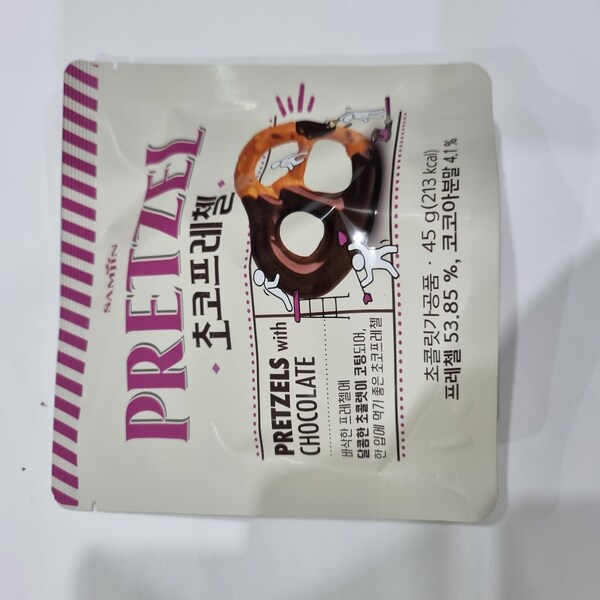 SAMJIN
PRETZEL
초코프레첼
PRETZELS with
CHOCOLATE
바삭한 프레첼에
달콤한 초콜렛이 코팅되어,
한 입에 먹기 좋은 초코프레첼
초콜릿가공품 · 45 g(213 kcal)
프레첼 53.85 %, 코코아분말 4.1 %